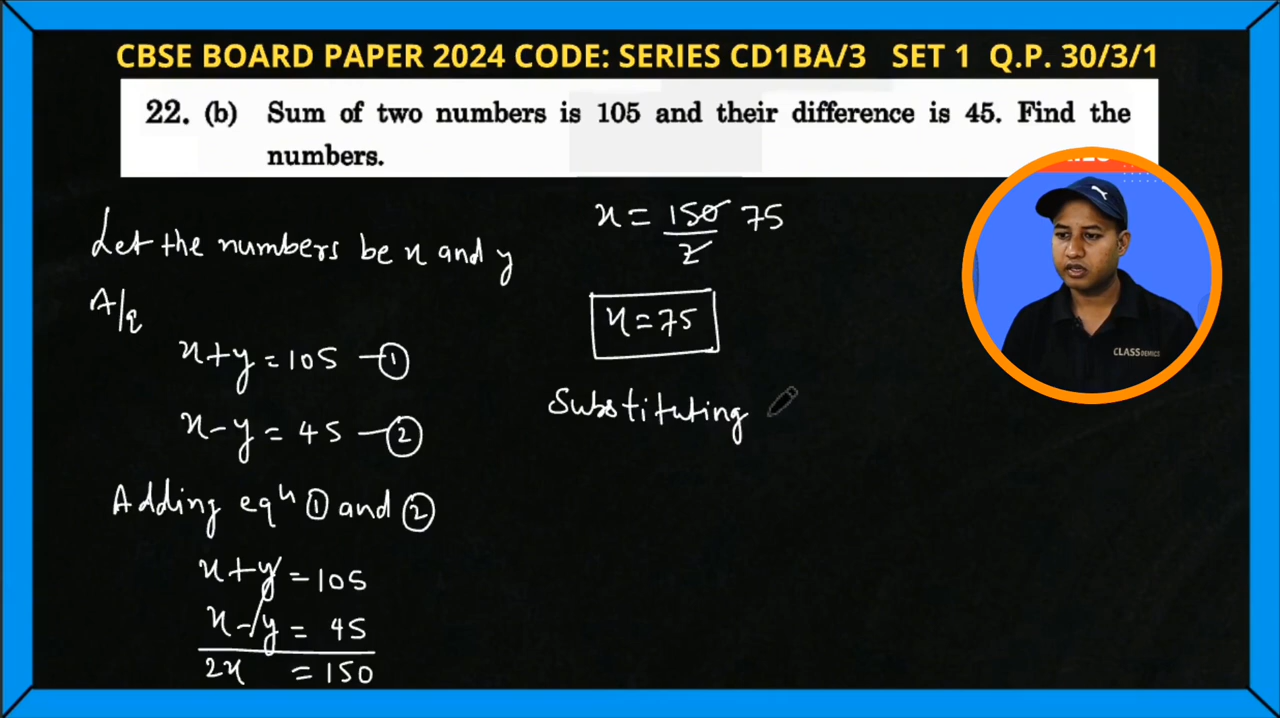 CBSE BOARD PAPER 2024 CODE: SERIES CD1BA/3 SET 1 Q.P. 30/3/1
22. (b) Sum of two numbers is 105 and their difference is 45. Find the
numbers.
Let the numbers be x and y
A/q
x+y = 105 — ①
x-y = 45 — ②
Adding eqⁿ ① and ②
x+y = 105
x-y = 45
2x = 150
x = 150/2 75
x = 75
Substituting
CLASS